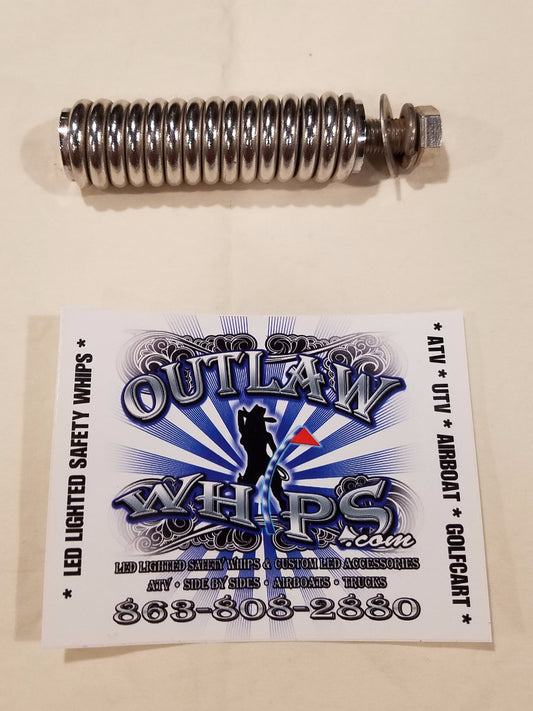 * LED LIGHTED SAFETY WHIPS *
OUTLAW
WHIPS
.com
LED LIGHTED SAFETY WHIPS & CUSTOM LED ACCESSORIES
ATV • SIDE BY SIDES • AIRBOATS • TRUCKS
863-808-2880
* ATV * UTV * AIRBOAT * GOLFCART *